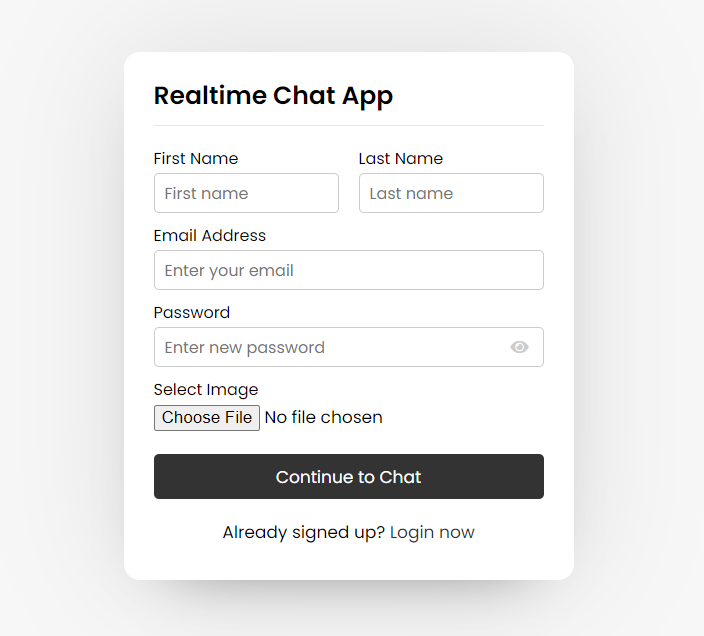 Realtime Chat App
First Name Last Name
First name Last name
Email Address
Enter your email
Password
Enter new password
Select Image
Choose File No file chosen
Continue to Chat
Already signed up? Login now